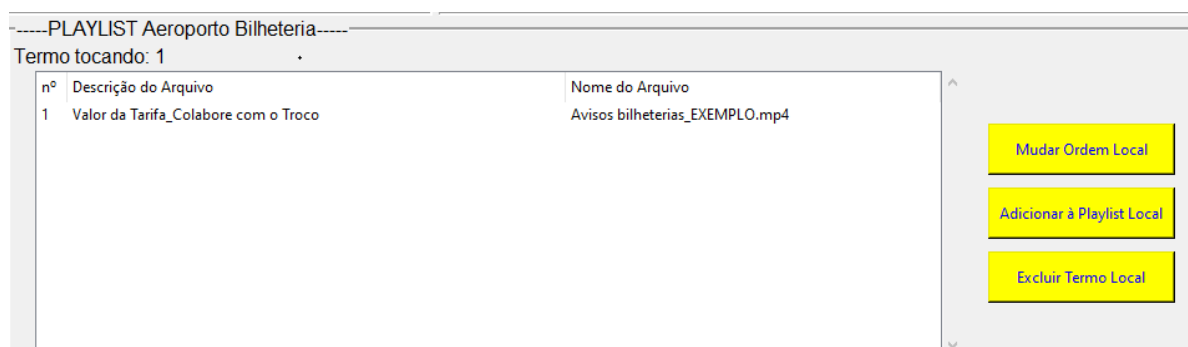 -----PLAYLIST Aeroporto Bilheteria-----
Termo tocando: 1
nº Descrição do Arquivo Nome do Arquivo
1 Valor da Tarifa_Colabore com o Troco Avisos bilheterias_EXEMPLO.mp4
Mudar Ordem Local
Adicionar à Playlist Local
Excluir Termo Local